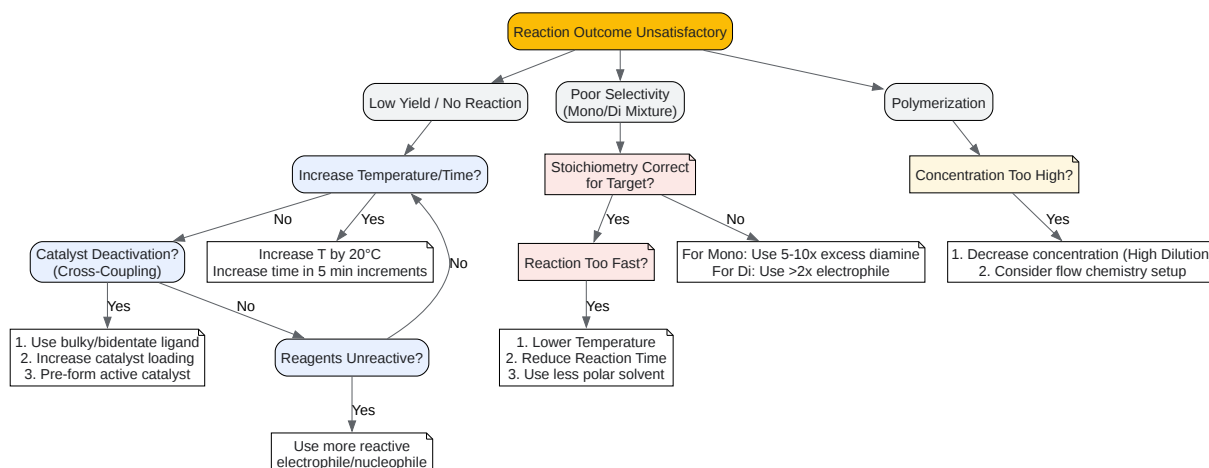 Reaction Outcome Unsatisfactory
Low Yield / No Reaction
Poor Selectivity
(Mono/Di Mixture)
Polymerization
Increase Temperature/Time?
Stoichiometry Correct
for Target?
Concentration Too High?
No
Yes
Yes
No
Yes
Catalyst Deactivation?
(Cross-Coupling)
Increase T by 20°C
Increase time in 5 min increments
No
Reaction Too Fast?
For Mono: Use 5-10x excess diamine
For Di: Use >2x electrophile
1. Decrease concentration (High Dilution)
2. Consider flow chemistry setup
Yes
No
Yes
1. Use bulky/bidentate ligand
2. Increase catalyst loading
3. Pre-form active catalyst
Reagents Unreactive?
1. Lower Temperature
2. Reduce Reaction Time
3. Use less polar solvent
Yes
Use more reactive
electrophile/nucleophile